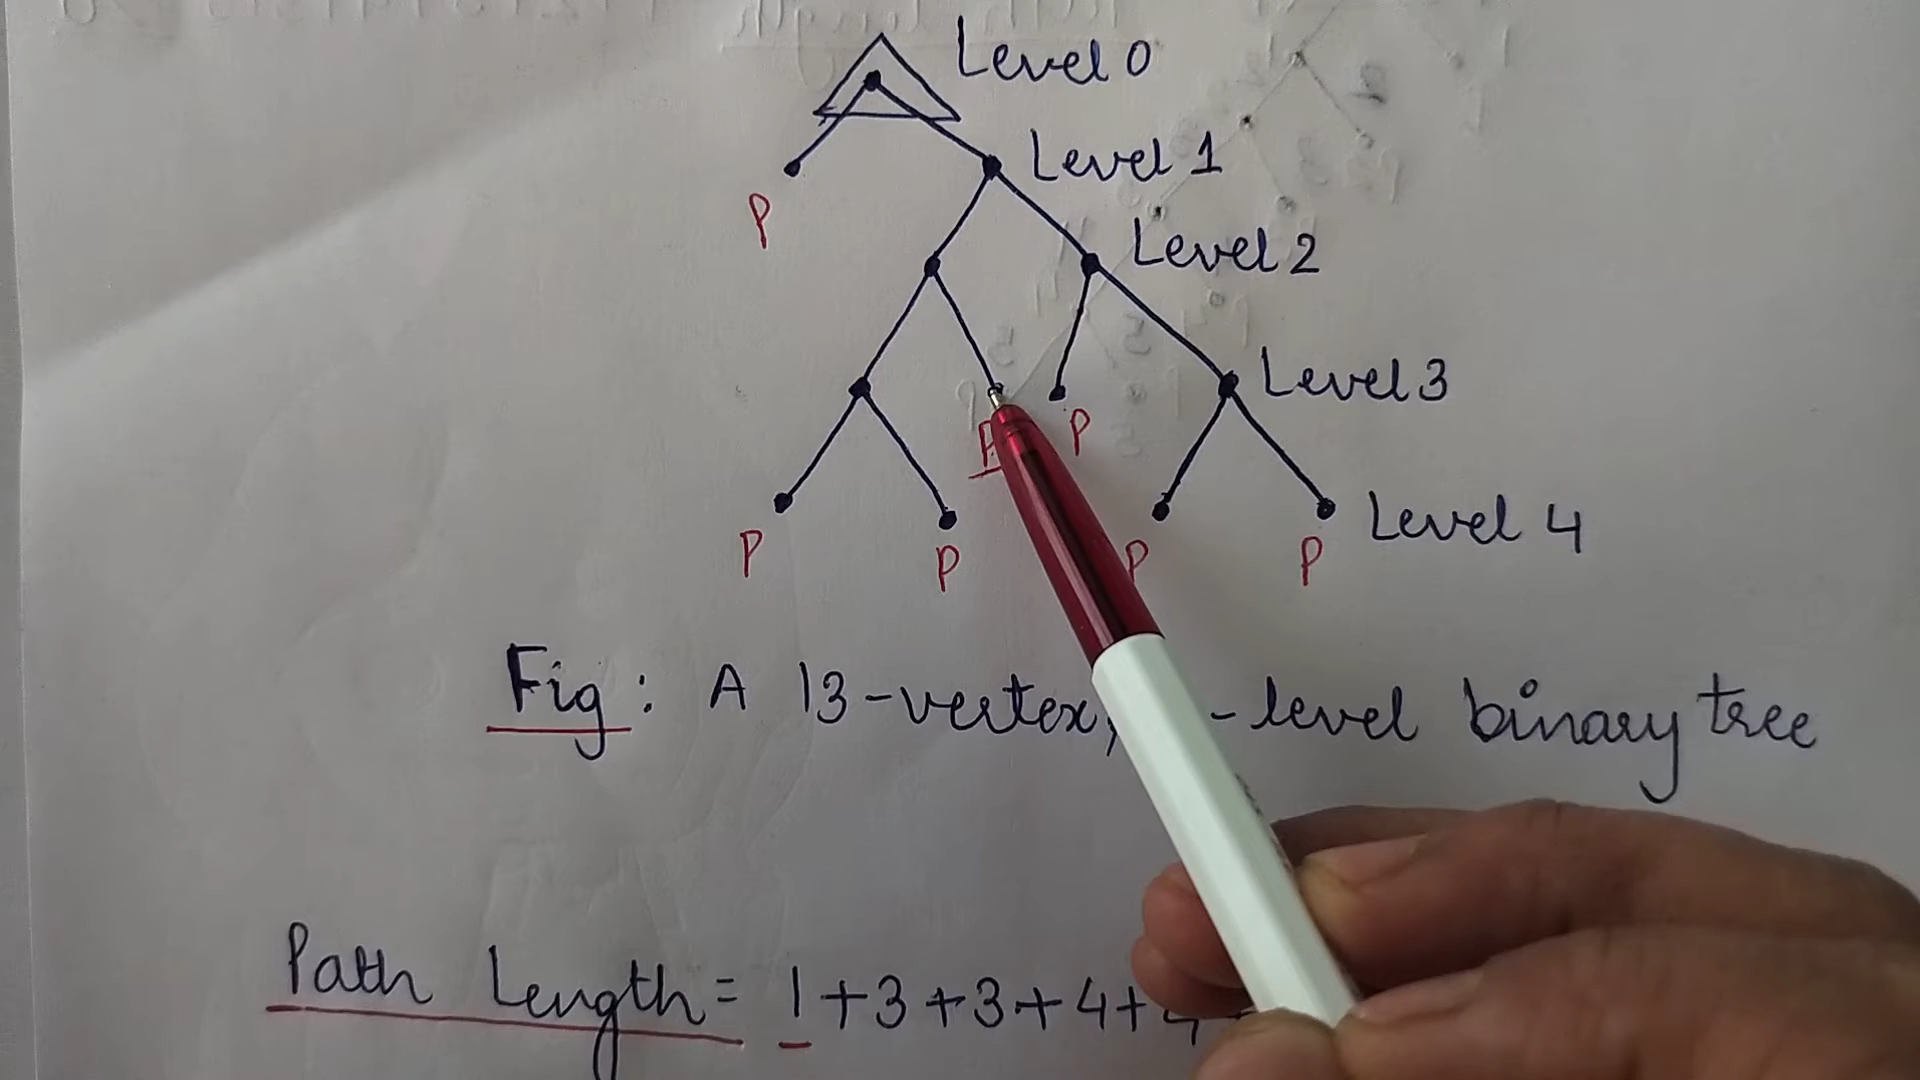 Level 0
Level 1
P
Level 2
Level 3
P P
Level 4
P P P P
Fig: A 13-vertex, -level binary tree
Path Length = 1+3+3+4+4